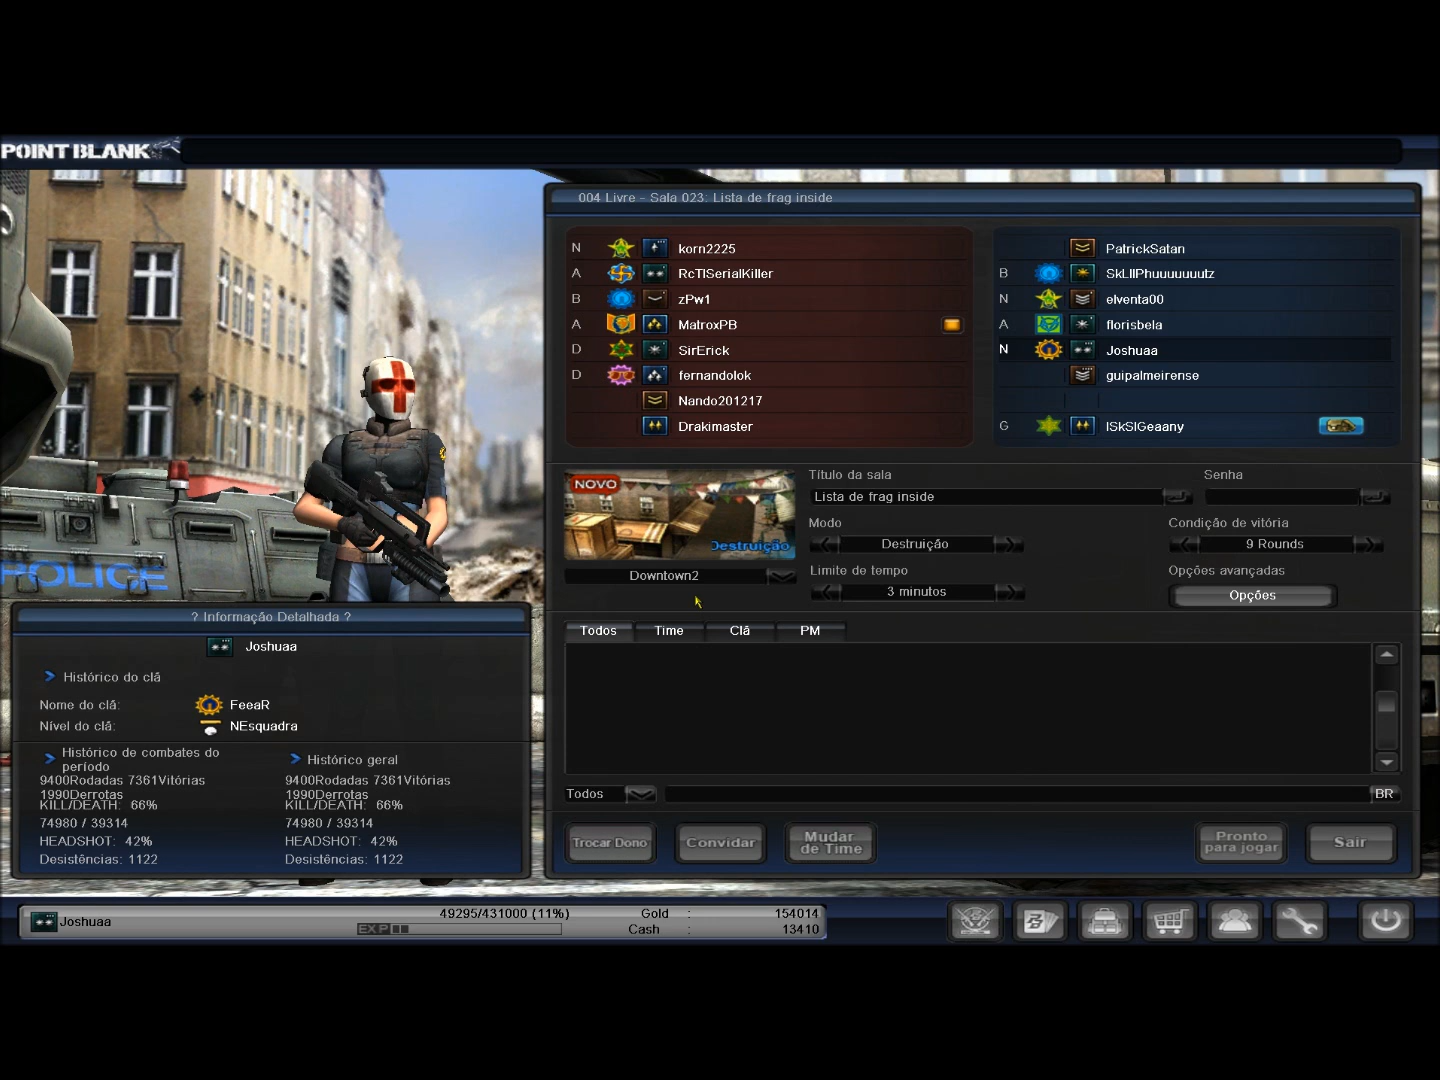 POINT BLANK
004 Livre - Sala 023: Lista de frag inside
N korn2225
A RcTlSerialKiller
B zPw1
A MatroxPB
D SirErick
D fernandolok
Nando201217
Drakimaster
PatrickSatan
B SkLllPhuuuuuuutz
N elventa00
A florisbela
N Joshuaa
guipalmeirense
G ISkSIGeaany
NOVO
Destruição
Downtown2
Título da sala
Lista de frag inside
Senha
Modo
Destruição
Condição de vitória
9 Rounds
Limite de tempo
3 minutos
Opções avançadas
Opções
Todos Time Clã PM
Todos
BR
Trocar Dono
Convidar
Mudar
de Time
Pronto
para jogar
Sair
POLICE
? Informação Detalhada ?
Joshuaa
Histórico do clã
Nome do clã: FeeaR
Nível do clã: NEsquadra
Histórico de combates do
período
9400Rodadas 7361Vitórias
1990Derrotas
KILL/DEATH: 66%
74980 / 39314
HEADSHOT: 42%
Desistências: 1122
Histórico geral
9400Rodadas 7361Vitórias
1990Derrotas
KILL/DEATH: 66%
74980 / 39314
HEADSHOT: 42%
Desistências: 1122
Joshuaa
49295/431000 (11%)
EXP
Gold : 154014
Cash : 13410